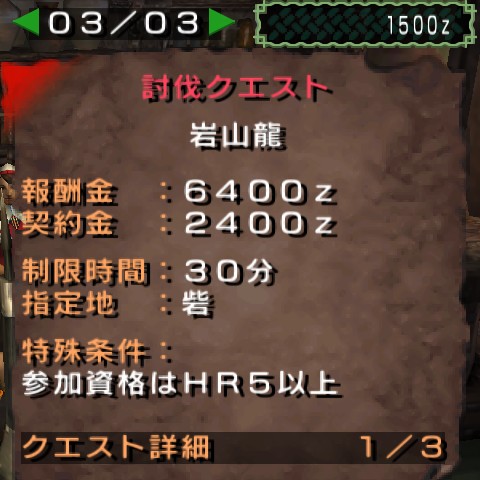 03/03
1500z
討伐クエスト
岩山龍
報酬金 :6400z
契約金 :2400z
制限時間:30分
指定地 :砦
特殊条件:
参加資格はHR5以上
クエスト詳細 1/3